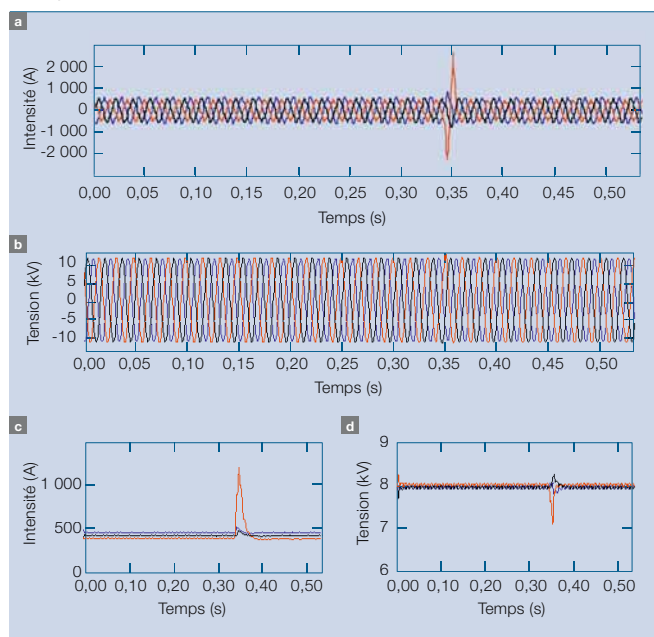 a
Intensité (A)
2 000
1 000
0
-1 000
-2 000
0,00 0,05 0,10 0,15 0,20 0,25 0,30 0,35 0,40 0,45 0,50
Temps (s)
b
Tension (kV)
10
5
0
-5
-10
0,00 0,05 0,10 0,15 0,20 0,25 0,30 0,35 0,40 0,45 0,50
Temps (s)
c
Intensité (A)
1 000
500
0
0,00 0,10 0,20 0,30 0,40 0,50
Temps (s)
d
Tension (kV)
9
8
7
6
0,00 0,10 0,20 0,30 0,40 0,50
Temps (s)